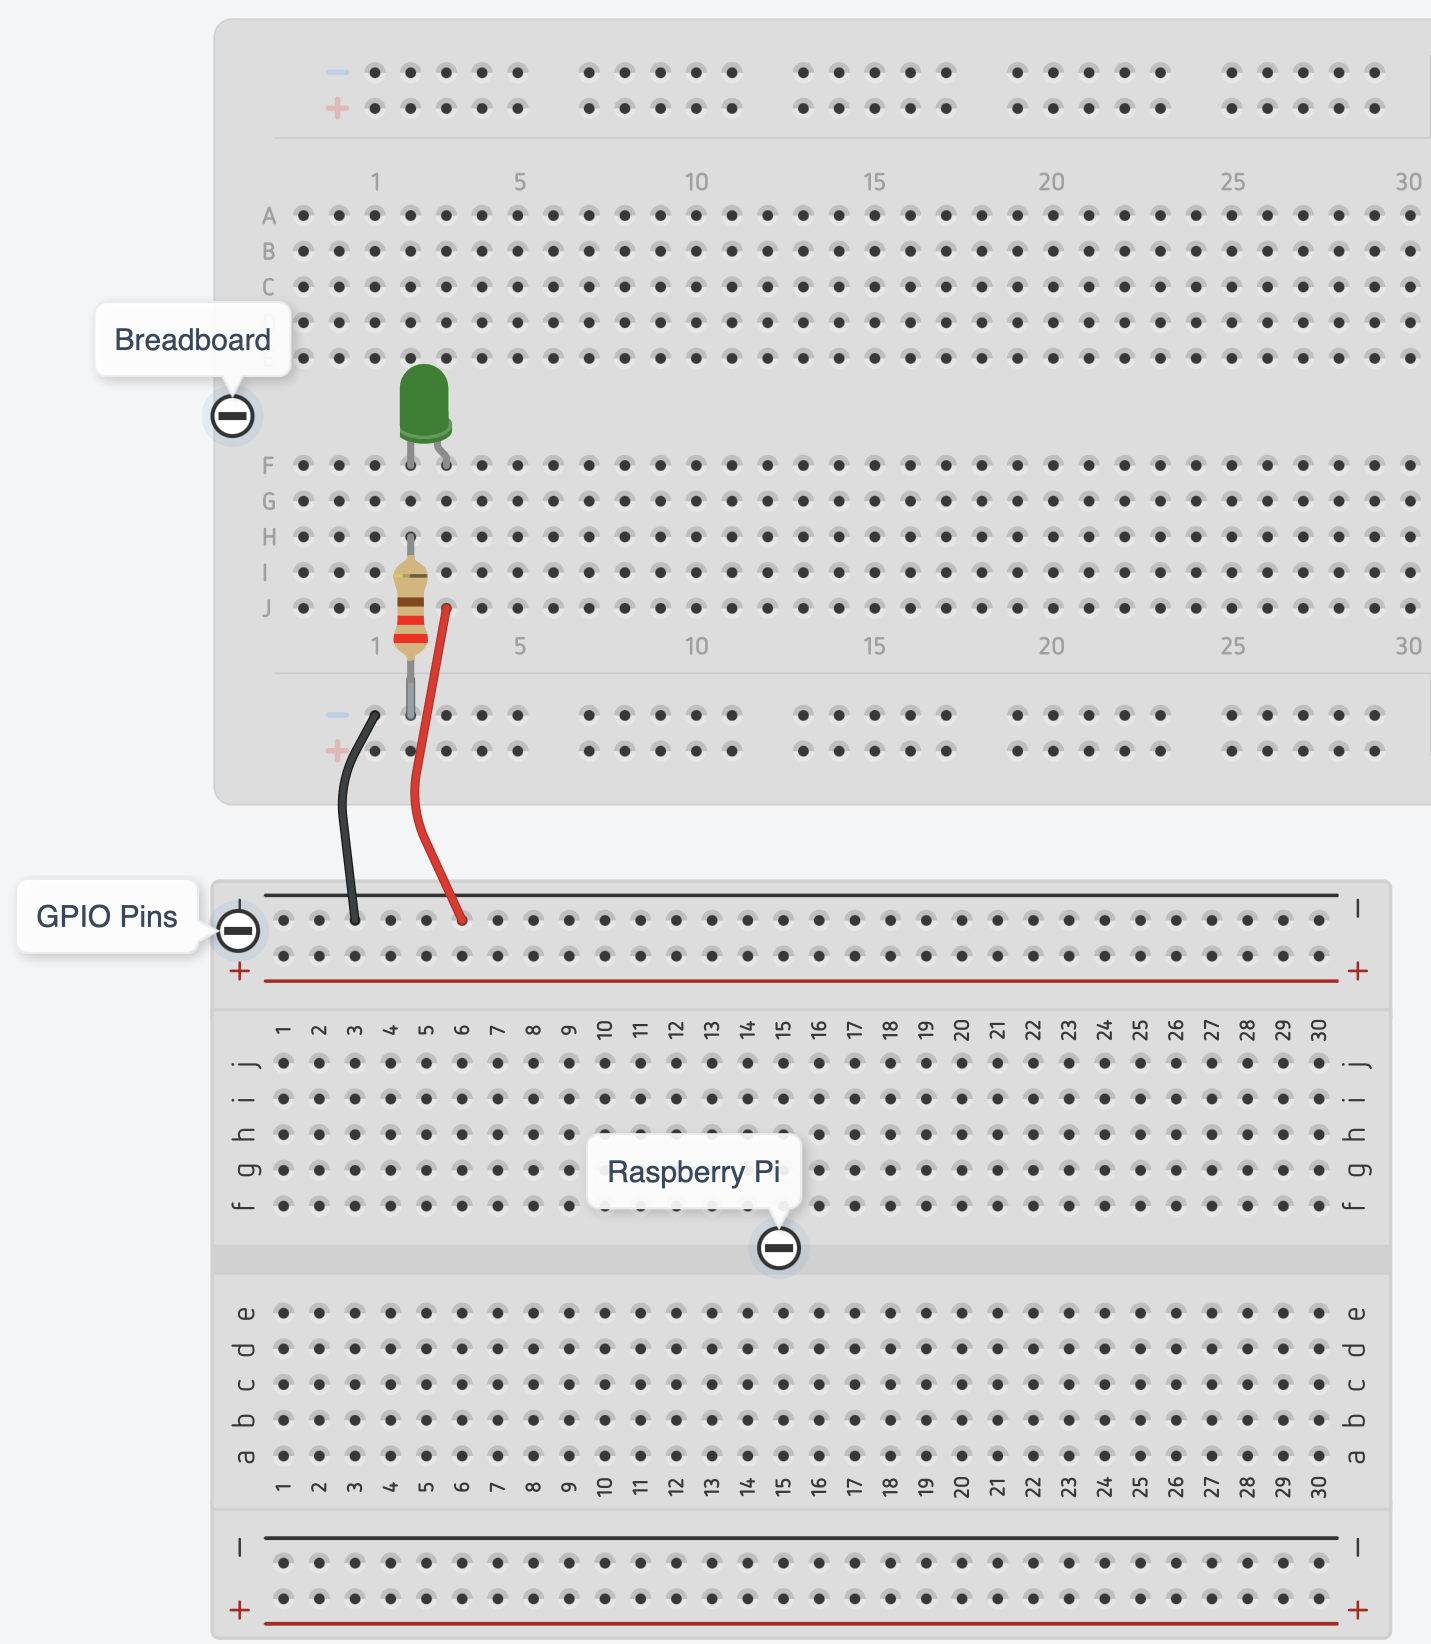 −
+
1 5 10 15 20 25 30
A
B
C
D
E
Breadboard
F
G
H
I
J
1 5 10 15 20 25 30
−
+
GPIO Pins
− −
+ +
1 2 3 4 5 6 7 8 9 10 11 12 13 14 15 16 17 18 19 20 21 22 23 24 25 26 27 28 29 30
j j
i i
h h
g g
f f
Raspberry Pi
e e
d d
c c
b b
a a
1 2 3 4 5 6 7 8 9 10 11 12 13 14 15 16 17 18 19 20 21 22 23 24 25 26 27 28 29 30
− −
+ +